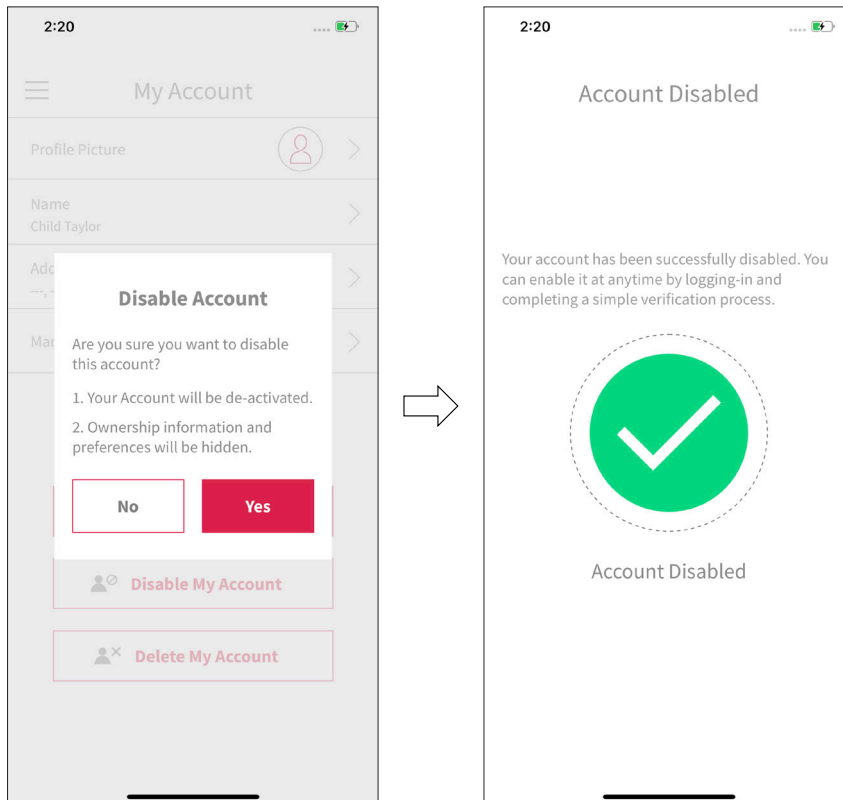 2:20
My Account
Profile Picture
Name
Child Taylor
Disable Account
Are you sure you want to disable
this account?
1. Your Account will be de-activated.
2. Ownership information and
preferences will be hidden.
No
Yes
Disable My Account
Delete My Account
2:20
Account Disabled
Your account has been successfully disabled. You
can enable it at anytime by logging-in and
completing a simple verification process.
Account Disabled